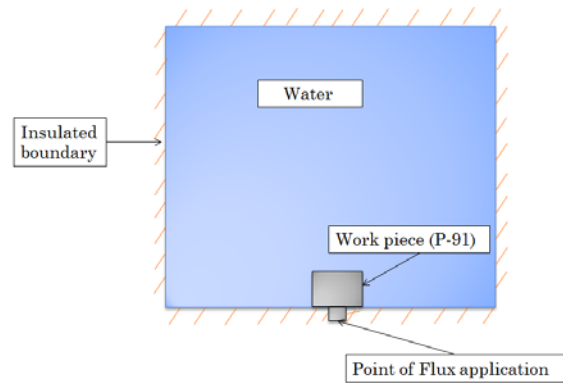 Water
Insulated
boundary
Work piece (P-91)
Point of Flux application